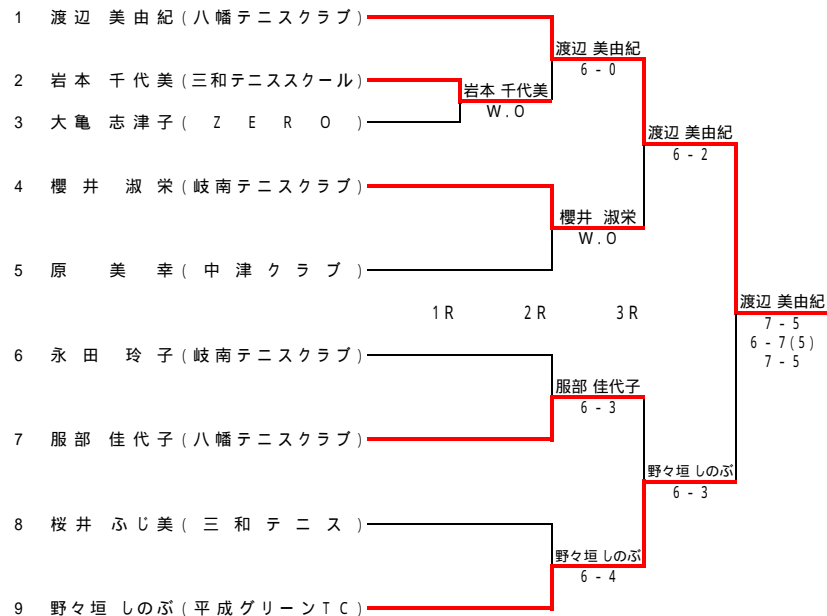 1 渡辺 美由紀(八幡テニスクラブ)
渡辺 美由紀
6-0
2 岩本 千代美(三和テニススクール)
岩本 千代美
W.O
3 大亀 志津子(ZERO)
渡辺 美由紀
6-2
4 櫻井 淑栄(岐南テニスクラブ)
櫻井 淑栄
W.O
5 原 美幸(中津クラブ)
1R 2R 3R
渡辺 美由紀
7-5
6-7(5)
7-5
6 永田 玲子(岐南テニスクラブ)
服部 佳代子
6-3
7 服部 佳代子(八幡テニスクラブ)
野々垣 しのぶ
6-3
8 桜井 ふじ美(三和テニス)
野々垣 しのぶ
6-4
9 野々垣 しのぶ(平成グリーンTC)